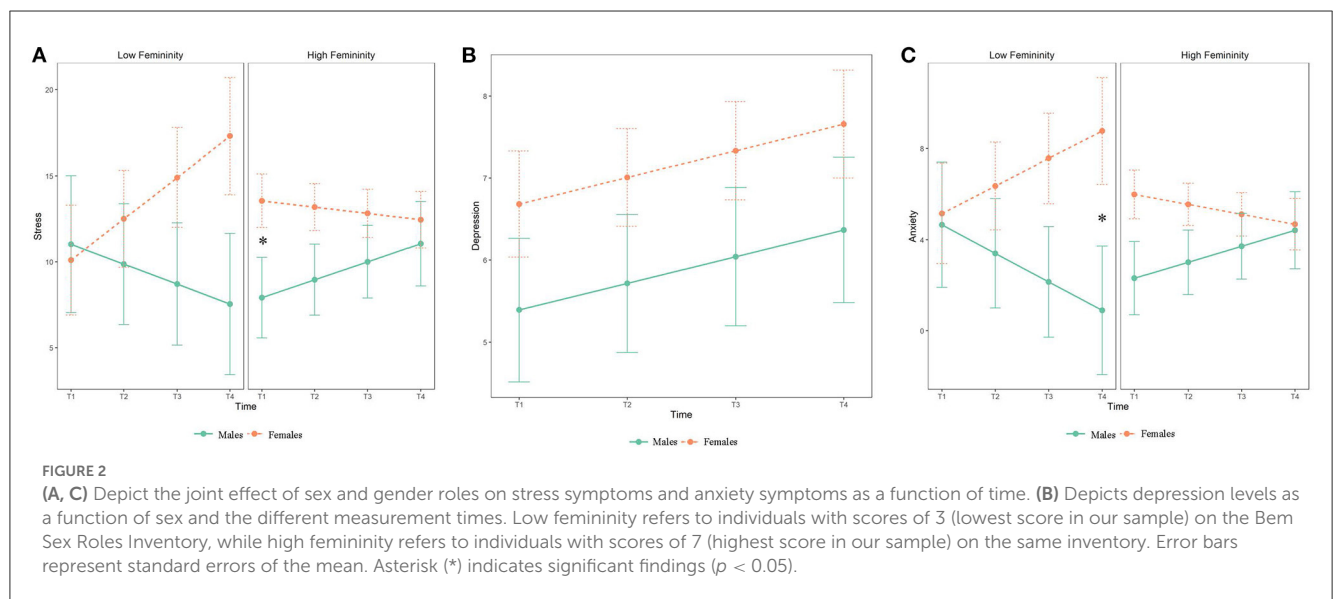 A
Low Femininity
High Femininity
20
15
10
5
Stress
*
T1
T2
T3
T4
T1
T2
T3
T4
Time
Males
Females
B
8
7
6
5
Depression
T1
T2
T3
T4
Time
Males
Females
C
Low Femininity
High Femininity
8
4
0
Anxiety
*
T1
T2
T3
T4
T1
T2
T3
T4
Time
Males
Females
FIGURE 2
(A, C) Depict the joint effect of sex and gender roles on stress symptoms and anxiety symptoms as a function of time. (B) Depicts depression levels as
a function of sex and the different measurement times. Low femininity refers to individuals with scores of 3 (lowest score in our sample) on the Bem
Sex Roles Inventory, while high femininity refers to individuals with scores of 7 (highest score in our sample) on the same inventory. Error bars
represent standard errors of the mean. Asterisk (*) indicates significant findings (p < 0.05).